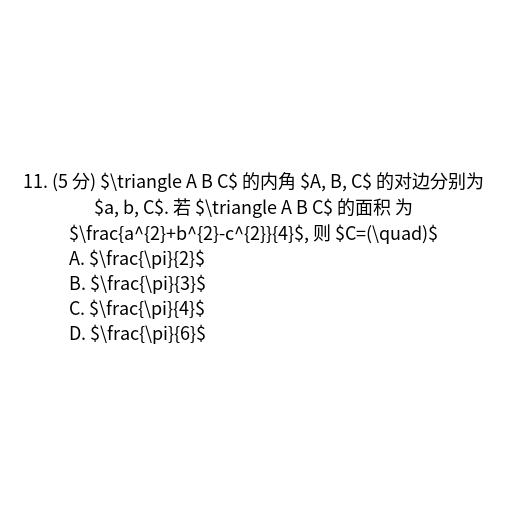 11. (5 分) $\triangle A B C$ 的内角 $A, B, C$ 的对边分别为
$a, b, C$. 若 $\triangle A B C$ 的面积 为
$\frac{a^{2}+b^{2}-c^{2}}{4}$, 则 $C=(\quad)$
A. $\frac{\pi}{2}$
B. $\frac{\pi}{3}$
C. $\frac{\pi}{4}$
D. $\frac{\pi}{6}$